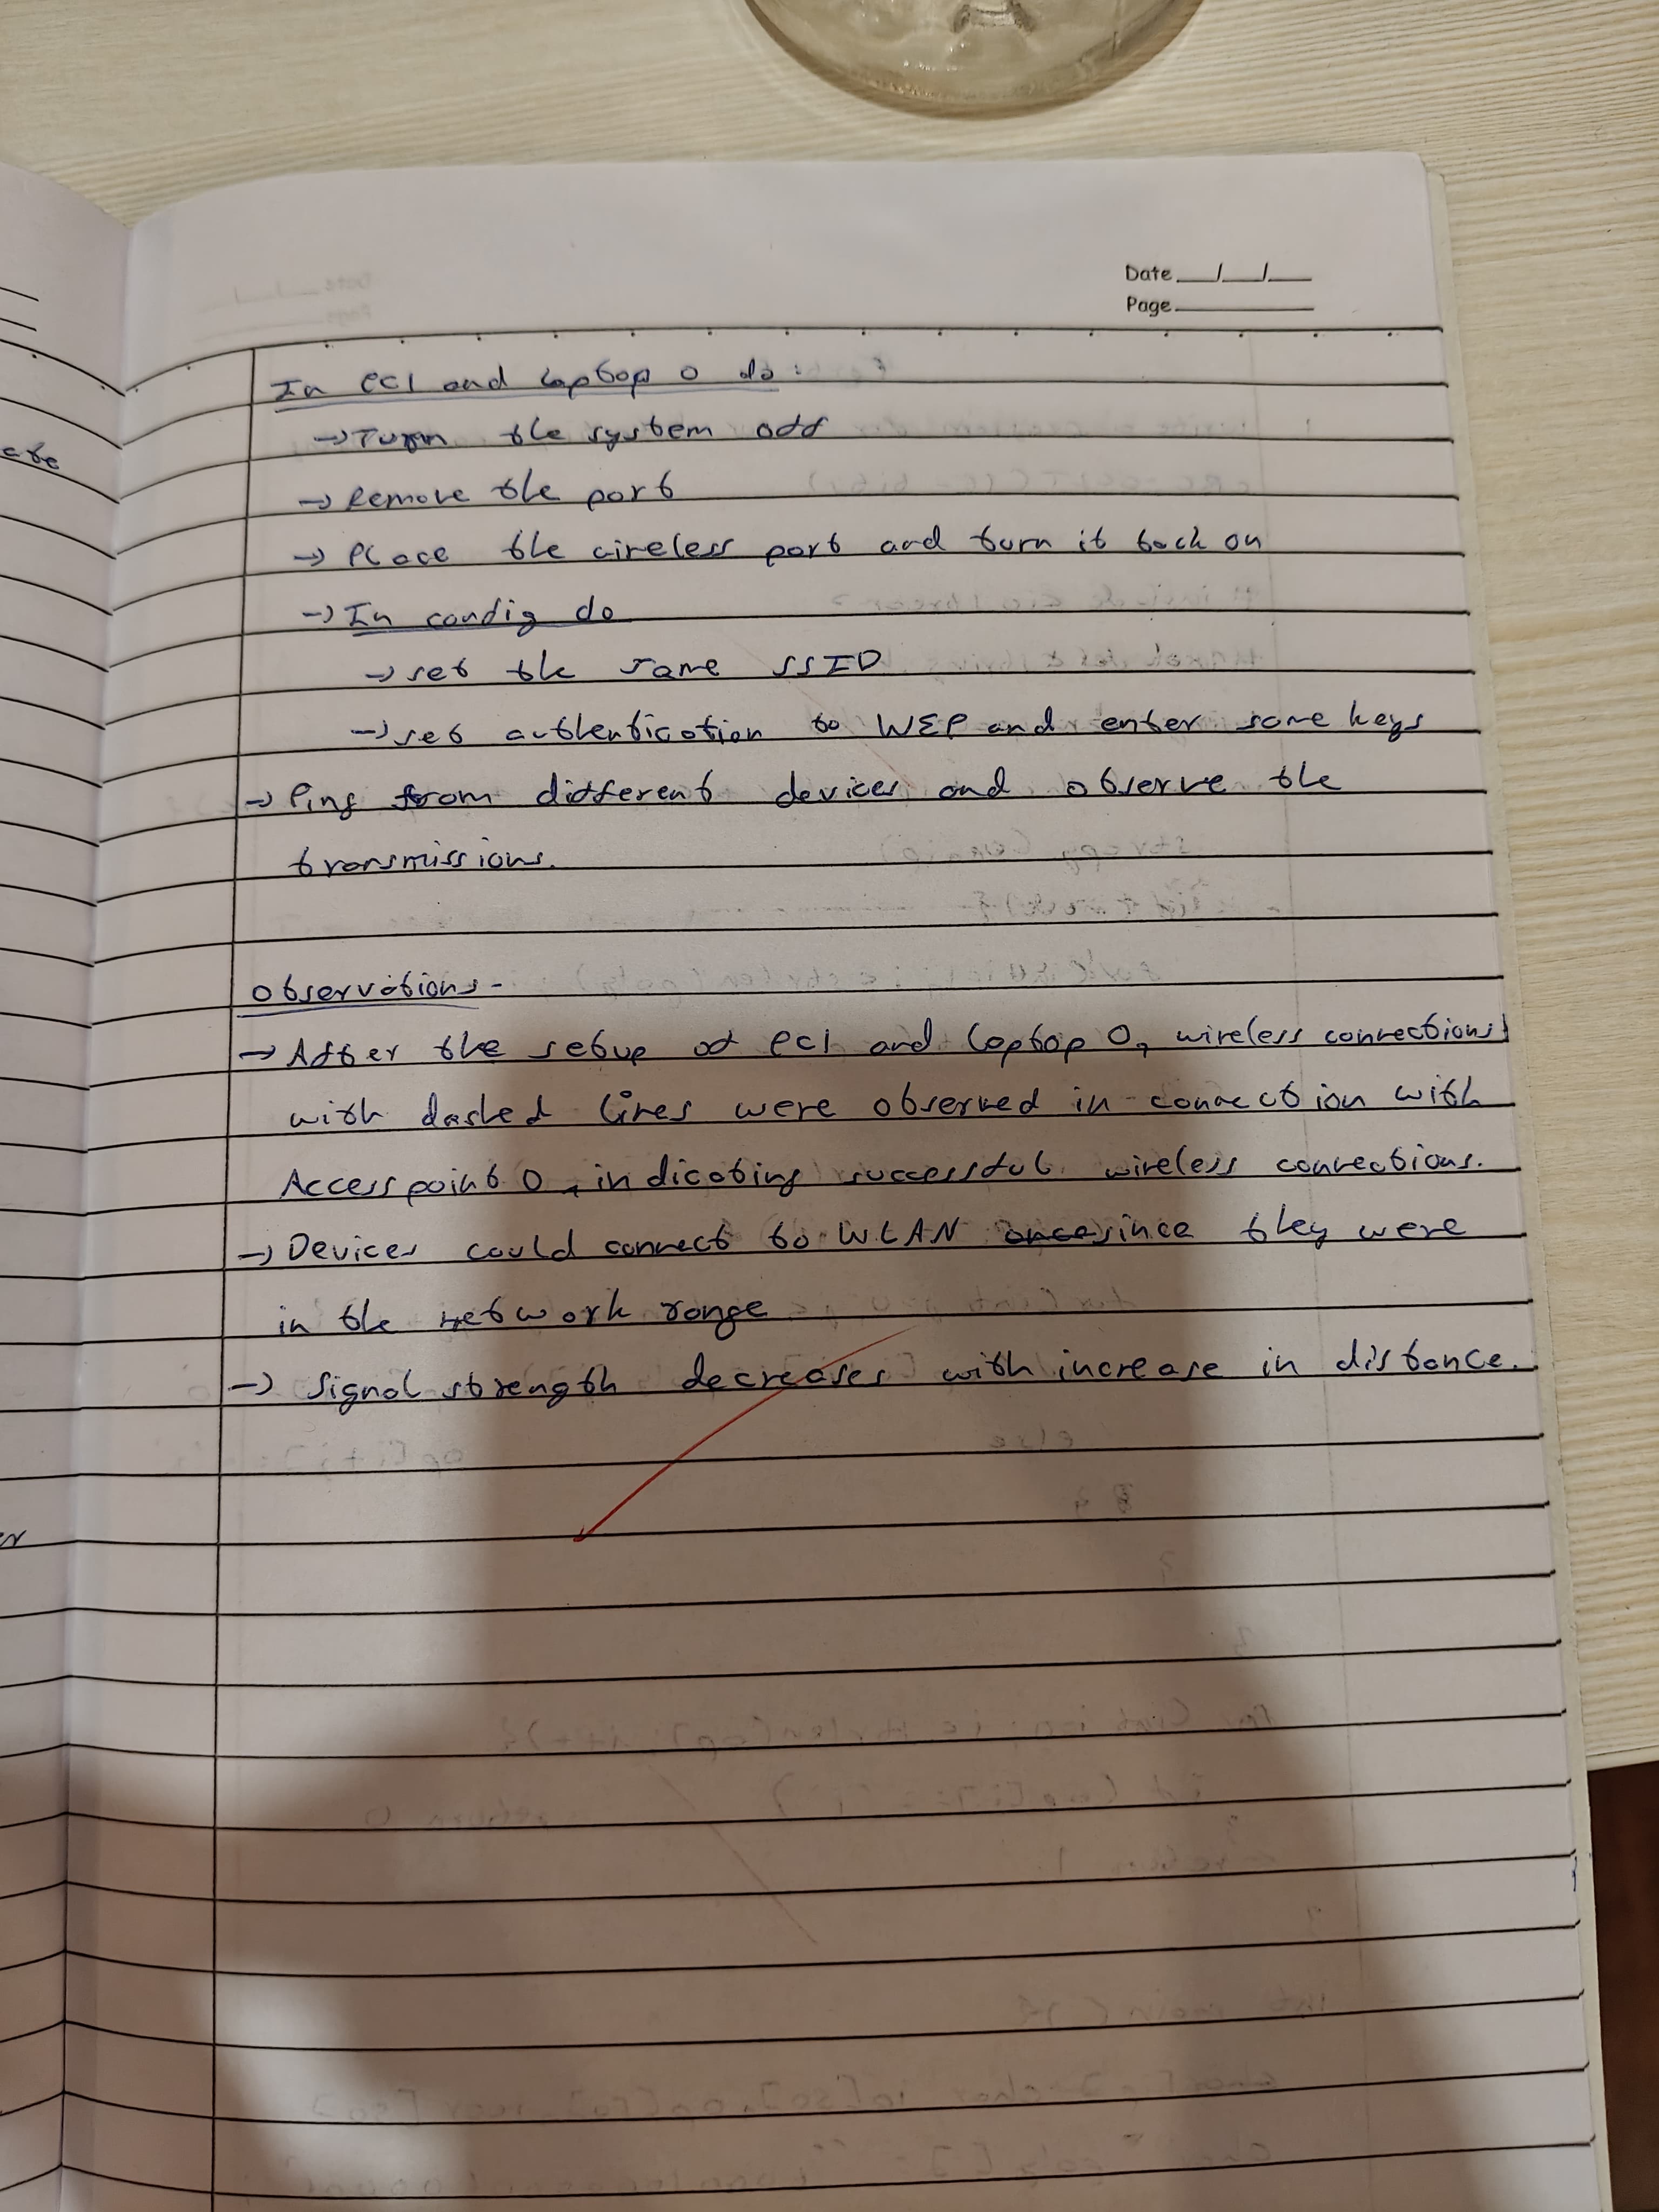 Date __/__/__
Page
In PC1 and Laptop 0 do:
→ Turn the system off
→ Remove the port
→ Place the wireless port and turn it back on
→ In config do
→ set the same SSID
→ set authentication to WEP and enter some keys
→ Ping from different devices and observe the
transmissions.
Observations -
→ After the setup of PC1 and Laptop 0, wireless connections
with dashed lines were observed in connection with
Access point 0, indicating successful wireless connections.
→ Devices could connect to WLAN since they were
in the network range
→ Signal strength decreases with increase in distance.